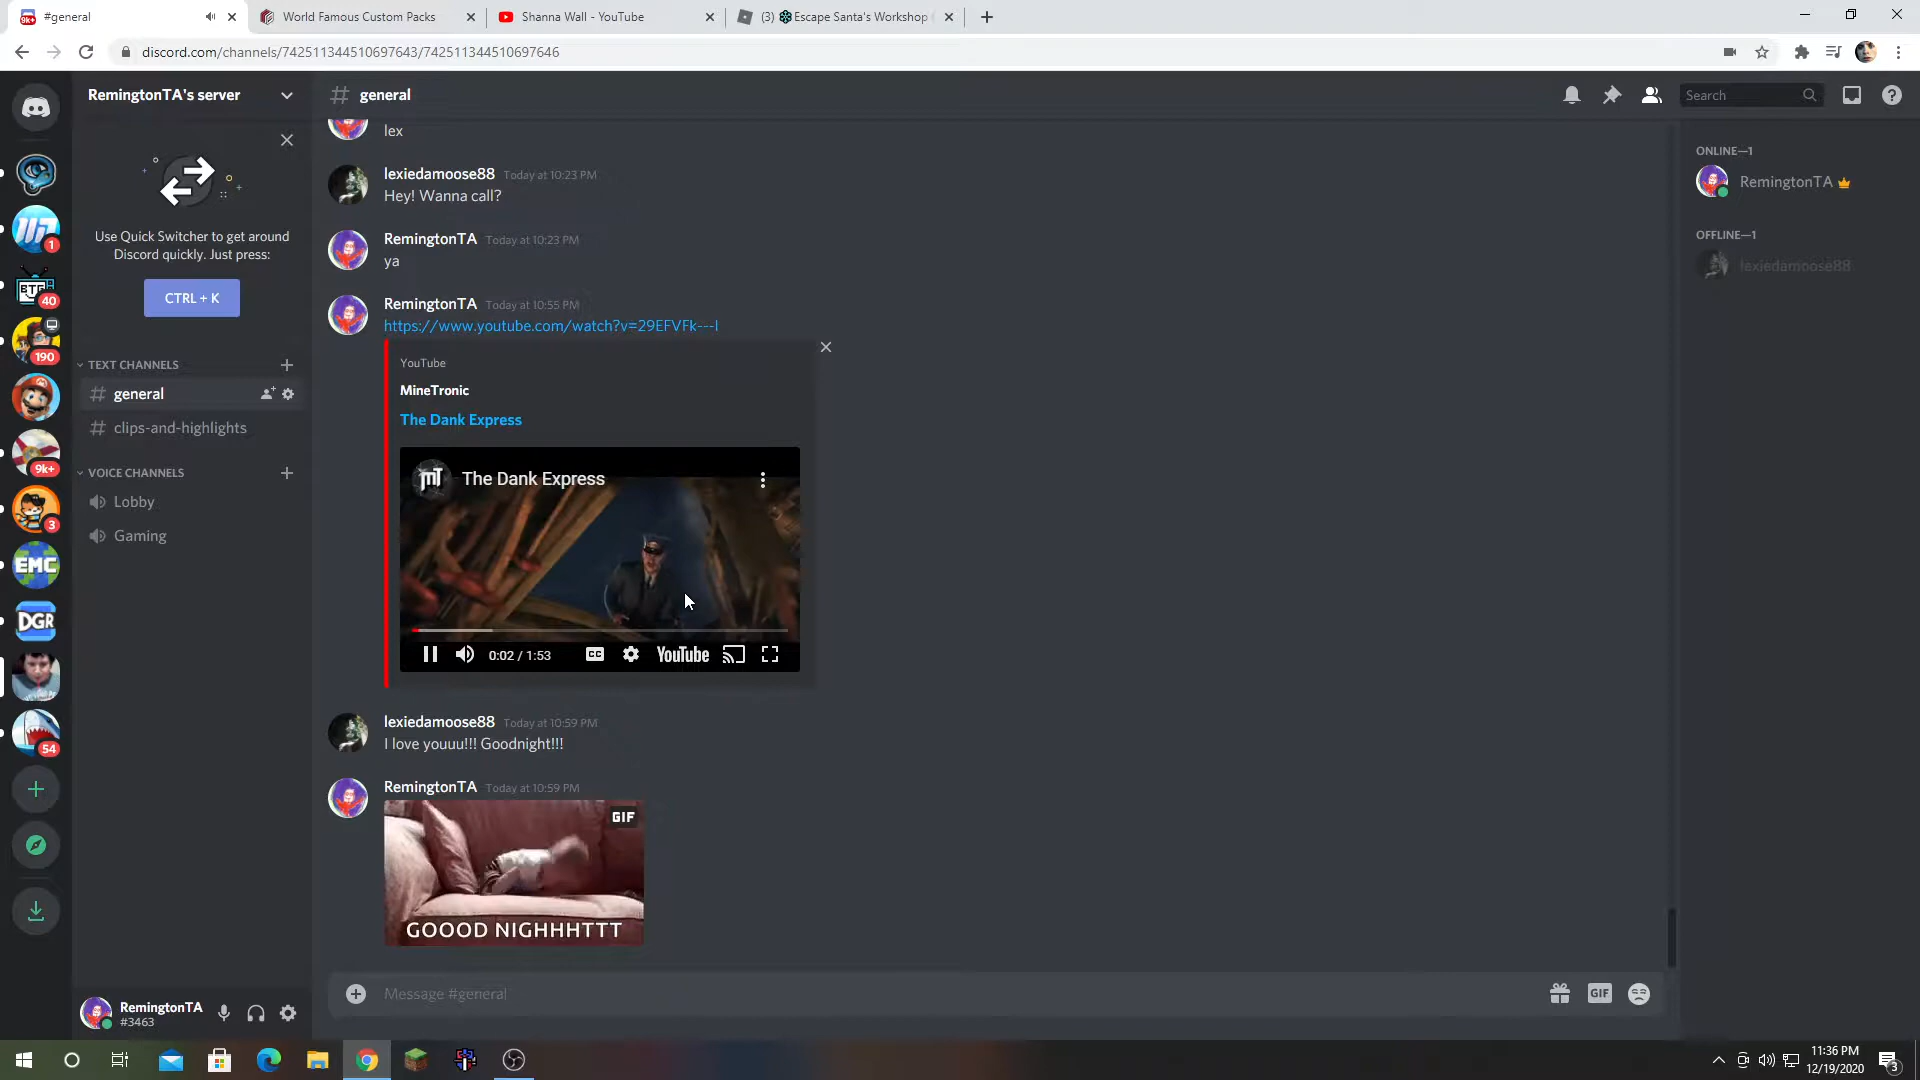 #general
World Famous Custom Packs
Shanna Wall - YouTube
(3) Escape Santa's Workshop
discord.com/channels/742511344510697643/742511344510697646
RemingtonTA's server
general
Search
Use Quick Switcher to get around
Discord quickly. Just press:
CTRL + K
TEXT CHANNELS
general
clips-and-highlights
VOICE CHANNELS
Lobby
Gaming
1
BTG
40
190
9k+
3
EMC
DGR
54
lex
lexiedamoose88 Today at 10:23 PM
Hey! Wanna call?
RemingtonTA Today at 10:23 PM
ya
RemingtonTA Today at 10:55 PM
https://www.youtube.com/watch?v=29EFVFk---I
YouTube
MineTronic
The Dank Express
The Dank Express
0:02 / 1:53
CC
YouTube
lexiedamoose88 Today at 10:59 PM
I love youuu!!! Goodnight!!!
RemingtonTA Today at 10:59 PM
GIF
GOOOD NIGHHHTTT
Message #general
GIF
ONLINE—1
RemingtonTA
OFFLINE—1
lexiedamoose88
RemingtonTA
#3463
11:36 PM
12/19/2020
3